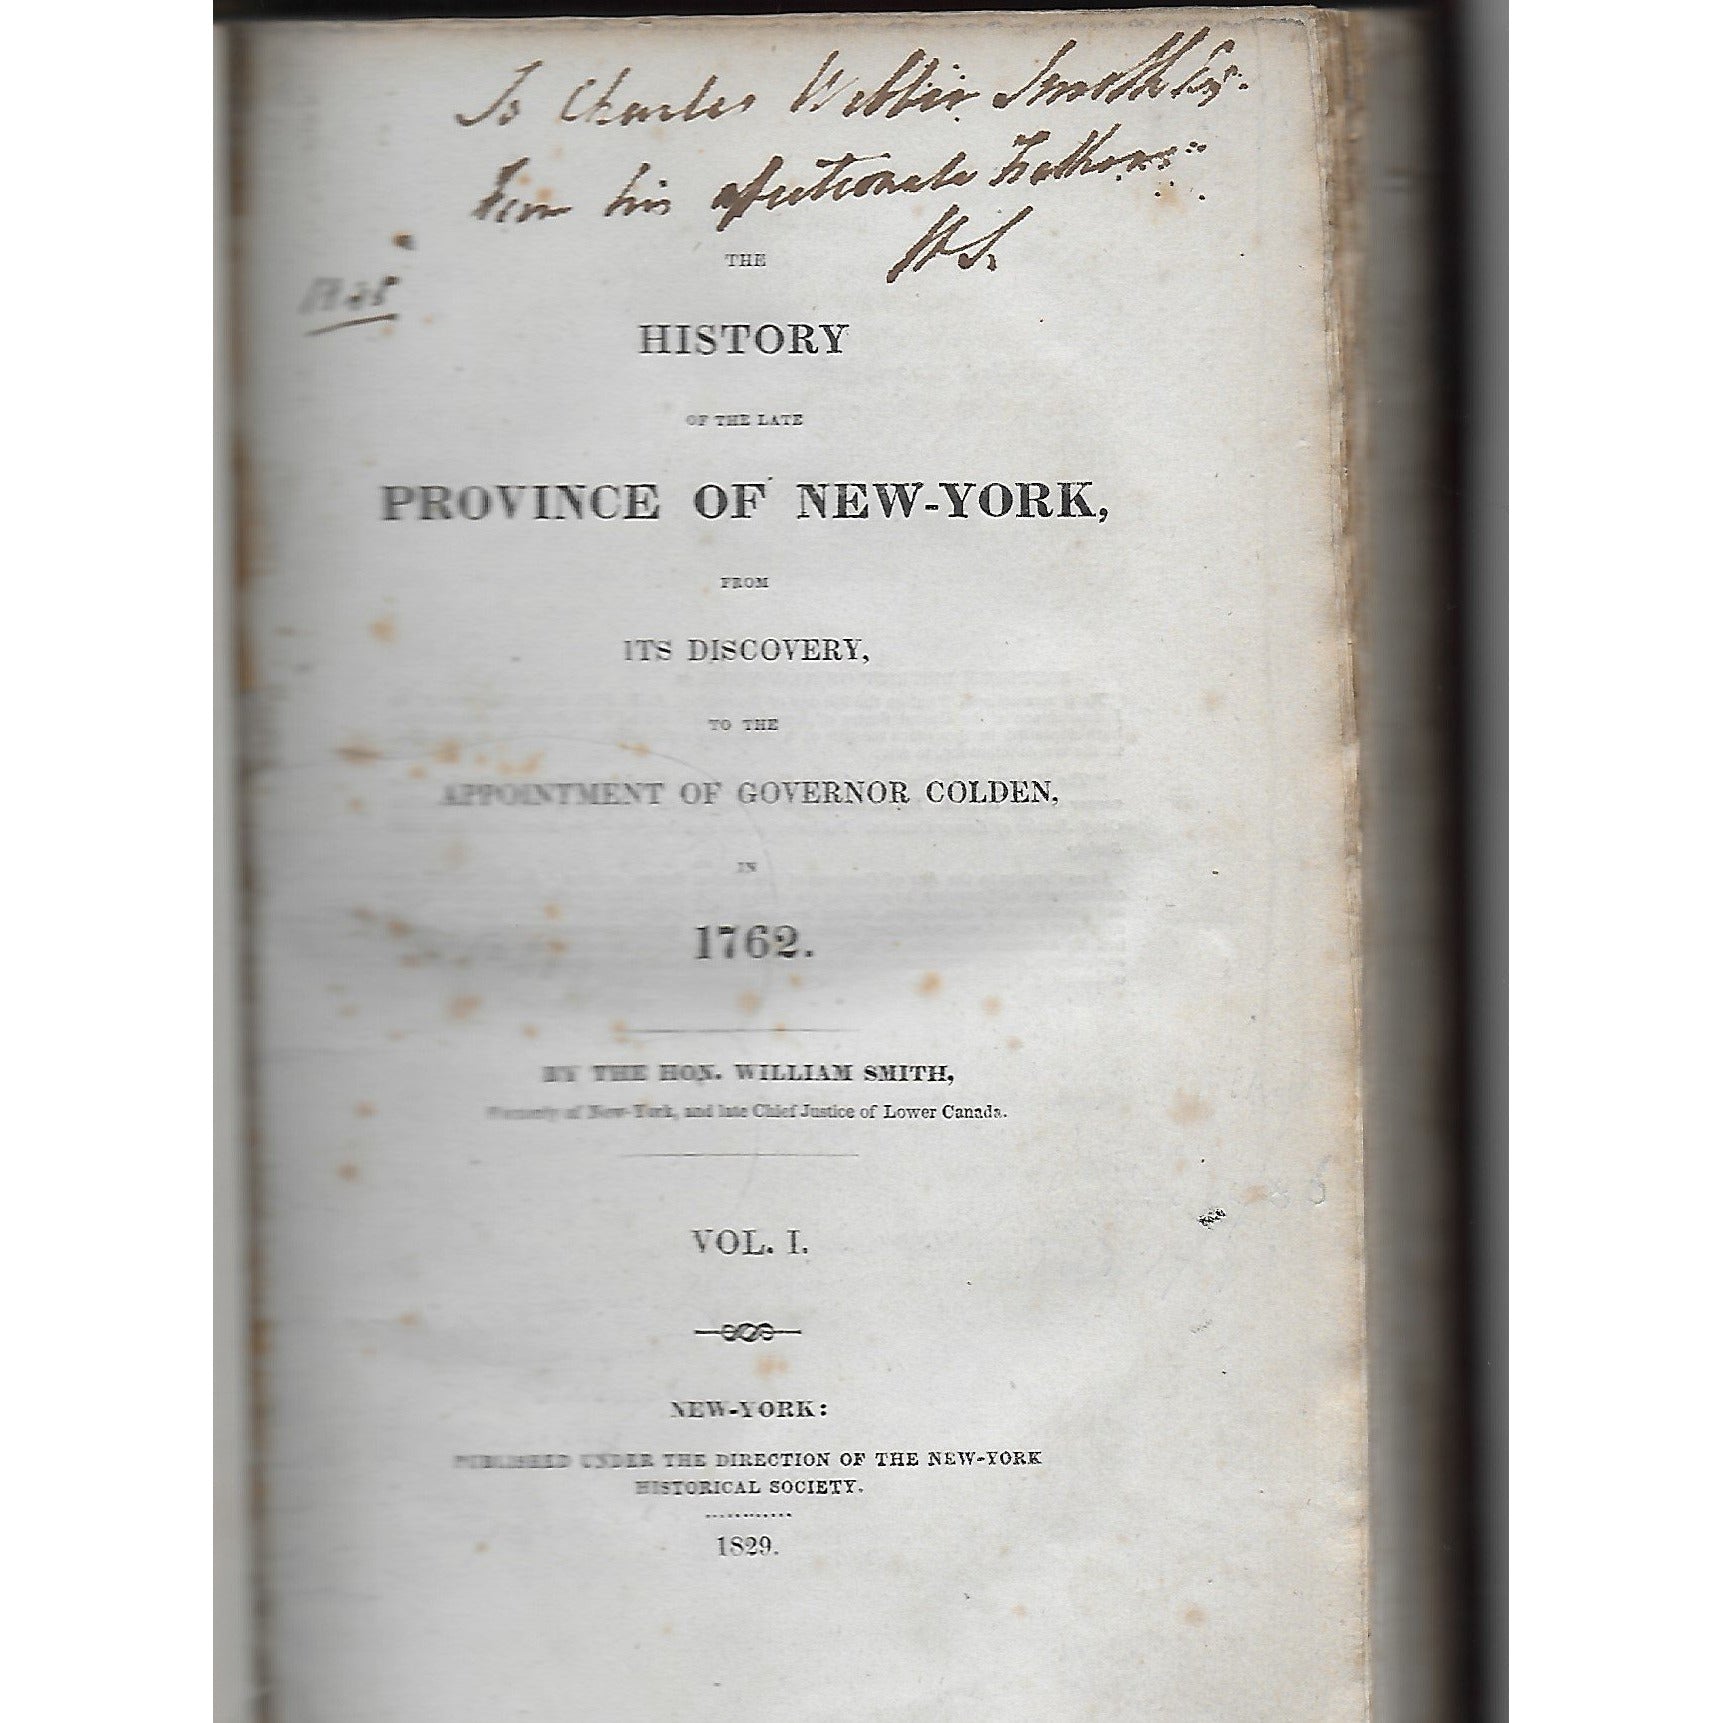 To Charles Webber Smith Esq:
from his affectionate Father
WS.
THE
HISTORY
OF THE LATE
PROVINCE OF NEW-YORK,
FROM
ITS DISCOVERY,
TO THE
APPOINTMENT OF GOVERNOR COLDEN,
IN
1762.
BY THE HON. WILLIAM SMITH,
Formerly of New-York, and late Chief Justice of Lower Canada.
VOL. I.
NEW-YORK:
PUBLISHED UNDER THE DIRECTION OF THE NEW-YORK
HISTORICAL SOCIETY.
1829.